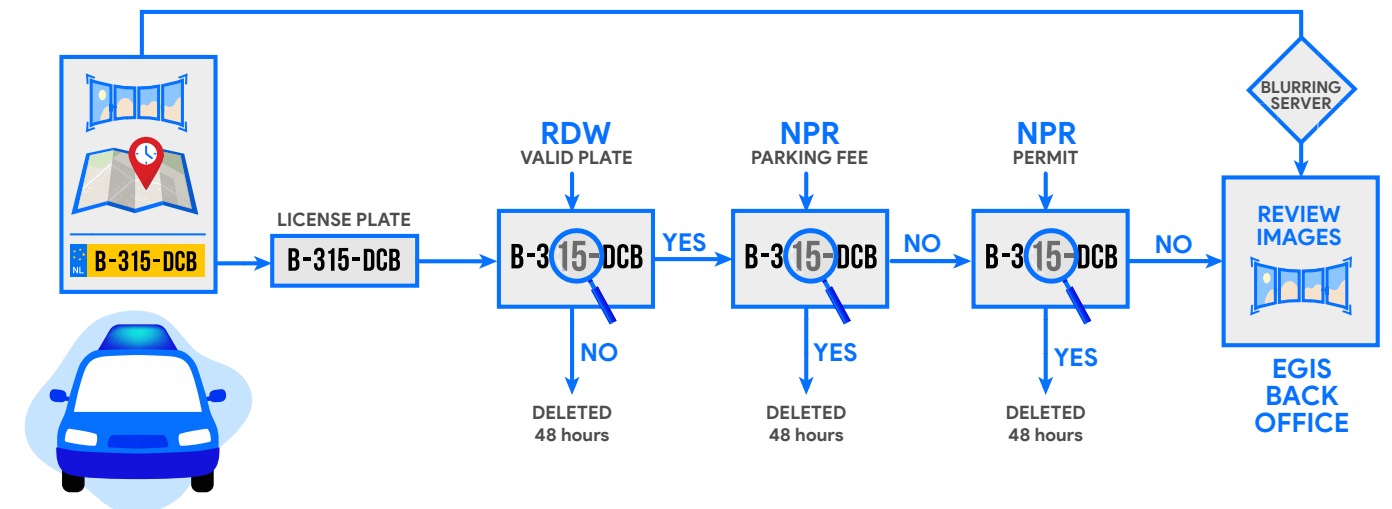 BLURRING
SERVER
RDW
VALID PLATE
NPR
PARKING FEE
NPR
PERMIT
NL
B-315-DCB
LICENSE PLATE
B-315-DCB
B-315-DCB
YES
B-315-DCB
NO
B-315-DCB
NO
REVIEW
IMAGES
NO
YES
YES
DELETED
48 hours
DELETED
48 hours
DELETED
48 hours
EGIS
BACK
OFFICE